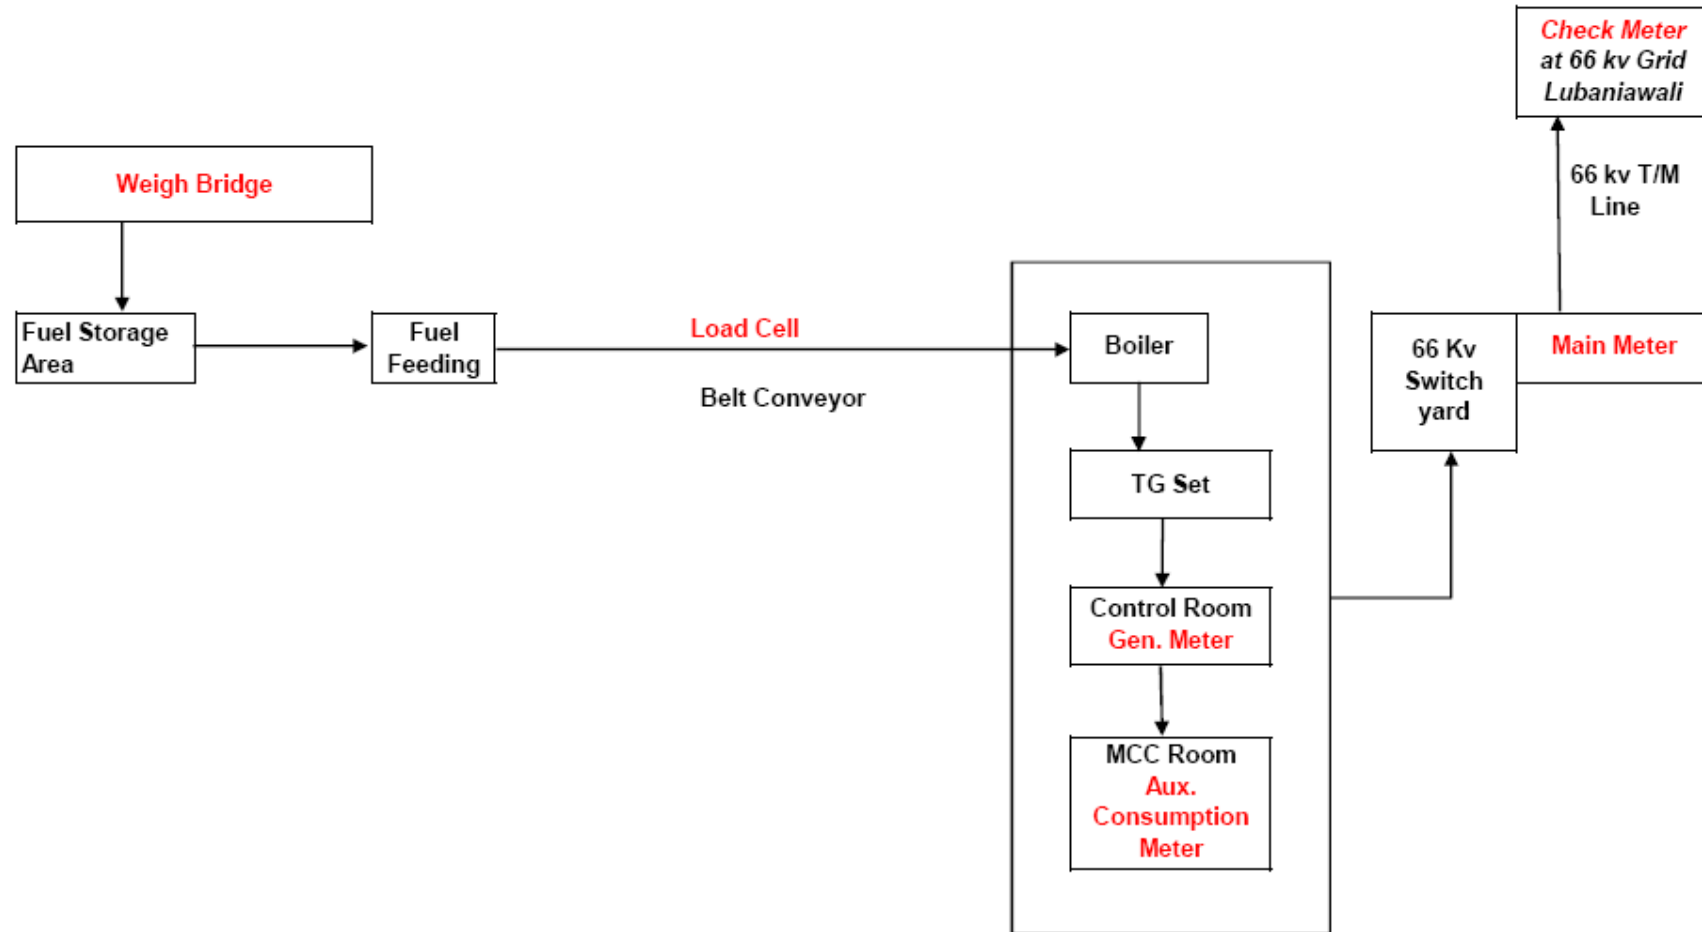 Check Meter
at 66 kv Grid
Lubaniawali
Weigh Bridge
66 kv T/M
Line
Fuel Storage
Area
Fuel
Feeding
Load Cell
Belt Conveyor
Boiler
66 Kv
Switch
yard
Main Meter
TG Set
Control Room
Gen. Meter
MCC Room
Aux.
Consumption
Meter